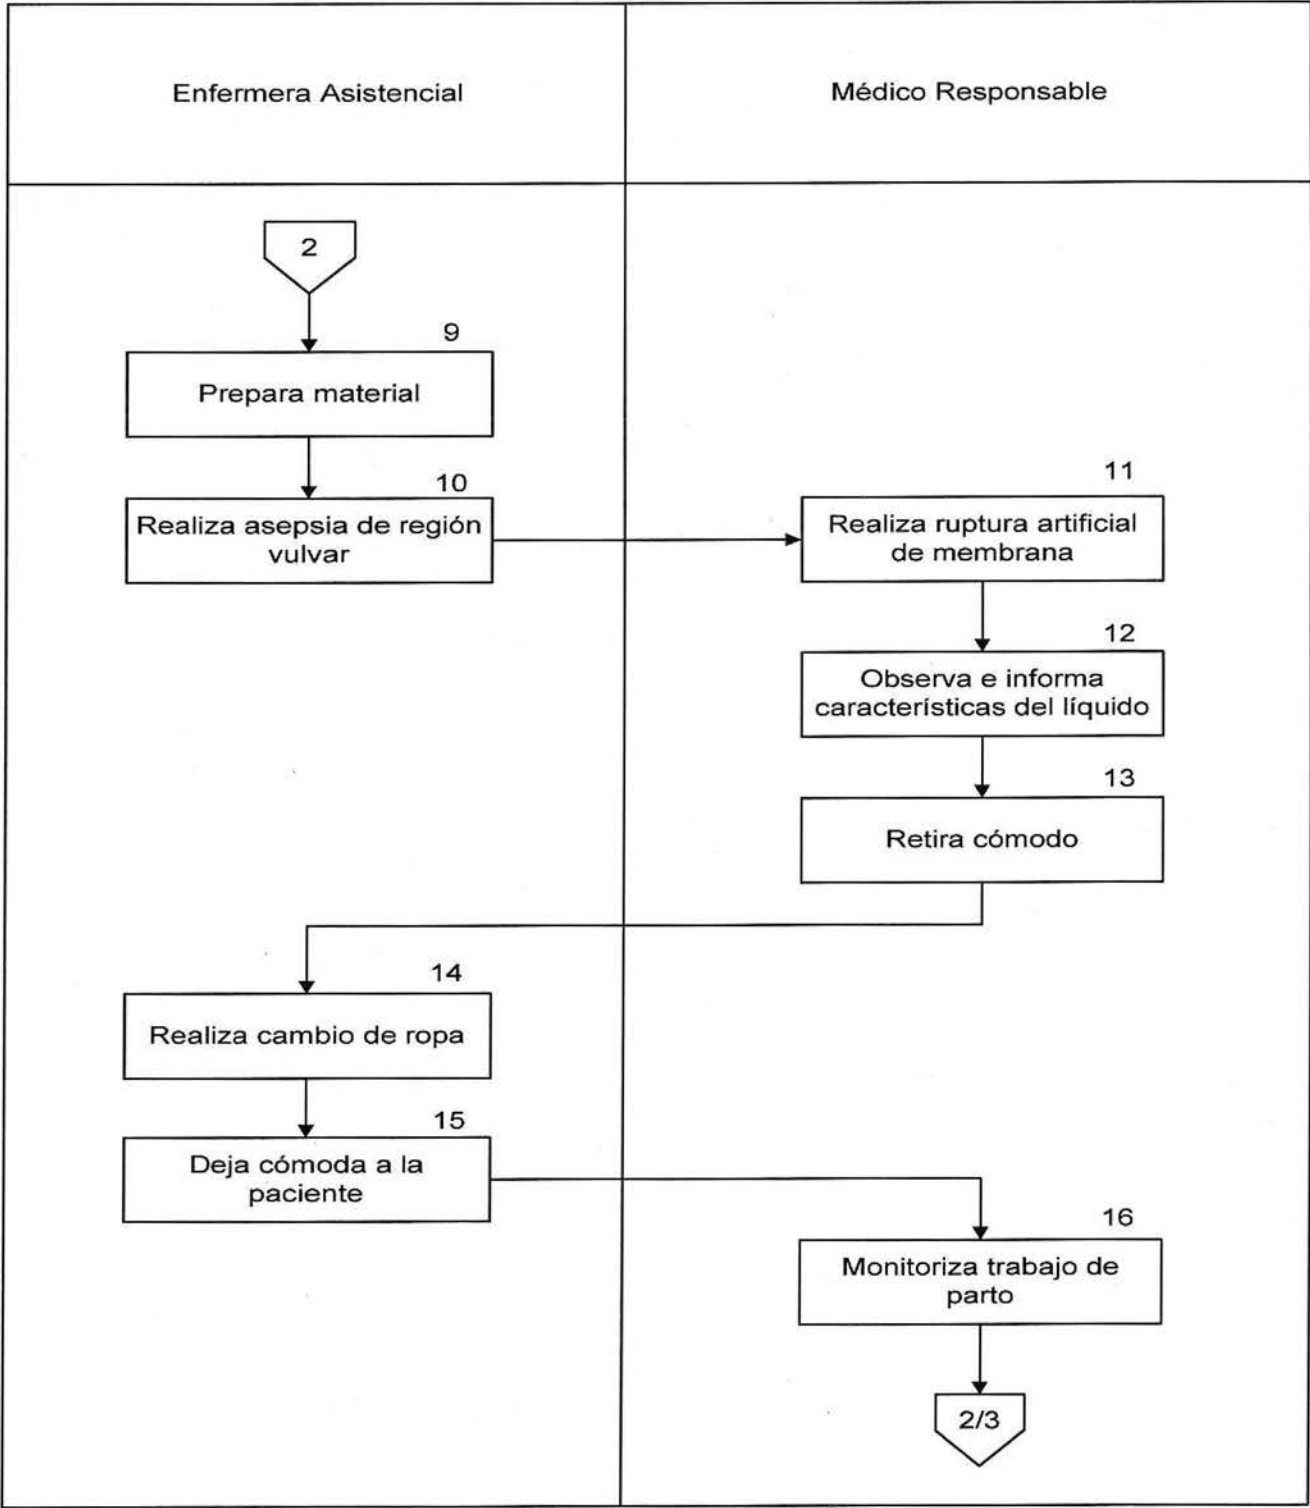 Enfermera Asistencial
Médico Responsable
2
9
Prepara material
10
Realiza asepsia de región
vulvar
11
Realiza ruptura artificial
de membrana
12
Observa e informa
características del líquido
13
Retira cómodo
14
Realiza cambio de ropa
15
Deja cómoda a la
paciente
16
Monitoriza trabajo de
parto
2/3